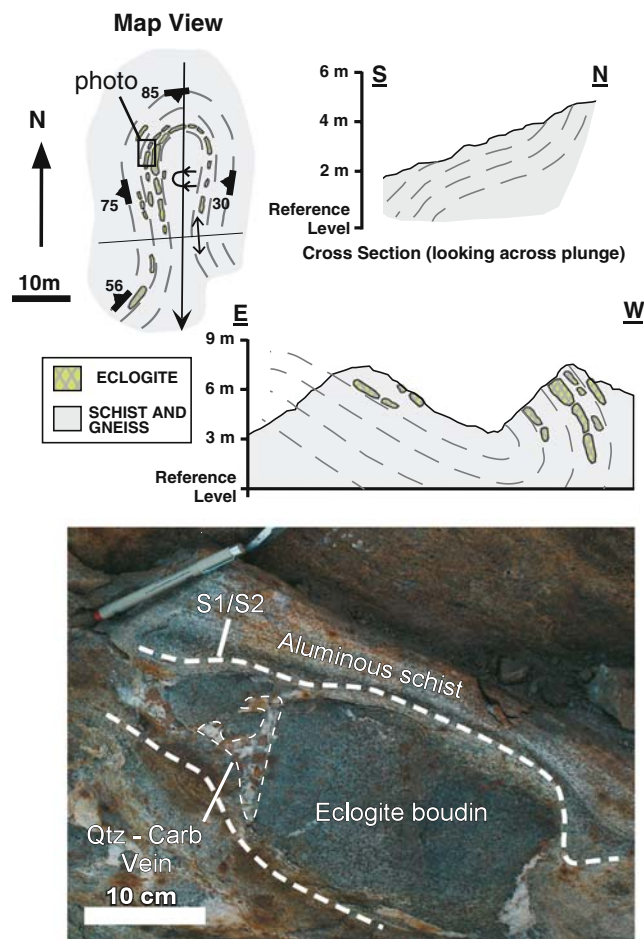 Map View
photo
85
N
75
30
56
10m
6 m
S
N
4 m
2 m
Reference
Level
Cross Section (looking across plunge)
E
W
9 m
6 m
3 m
Reference
Level
ECLOGITE
SCHIST AND
GNEISS
S1/S2
Aluminous schist
Eclogite boudin
Qtz - Carb
Vein
10 cm